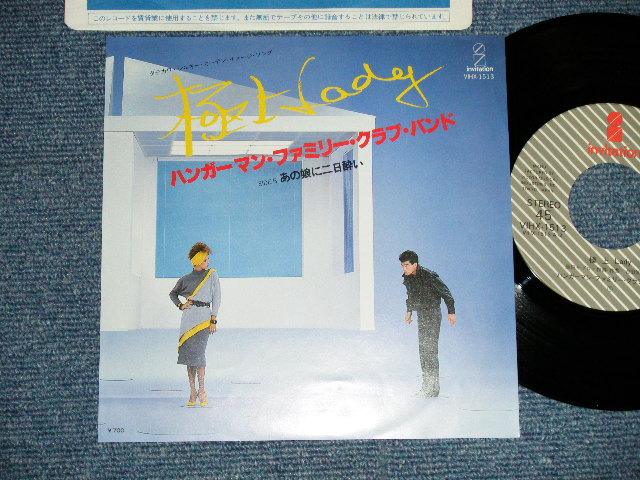 このレコードを賃貸業に使用することを禁じます。また無断でテープその他に録音することは法律で禁じられています。
invitation
VIHX-1513
極上Lady
ハンガーマン・ファミリー・クラブ・バンド
SIDE B あの娘に二日酔い
¥700
invitation
STEREO
45
VIHX-1513
極上 Lady